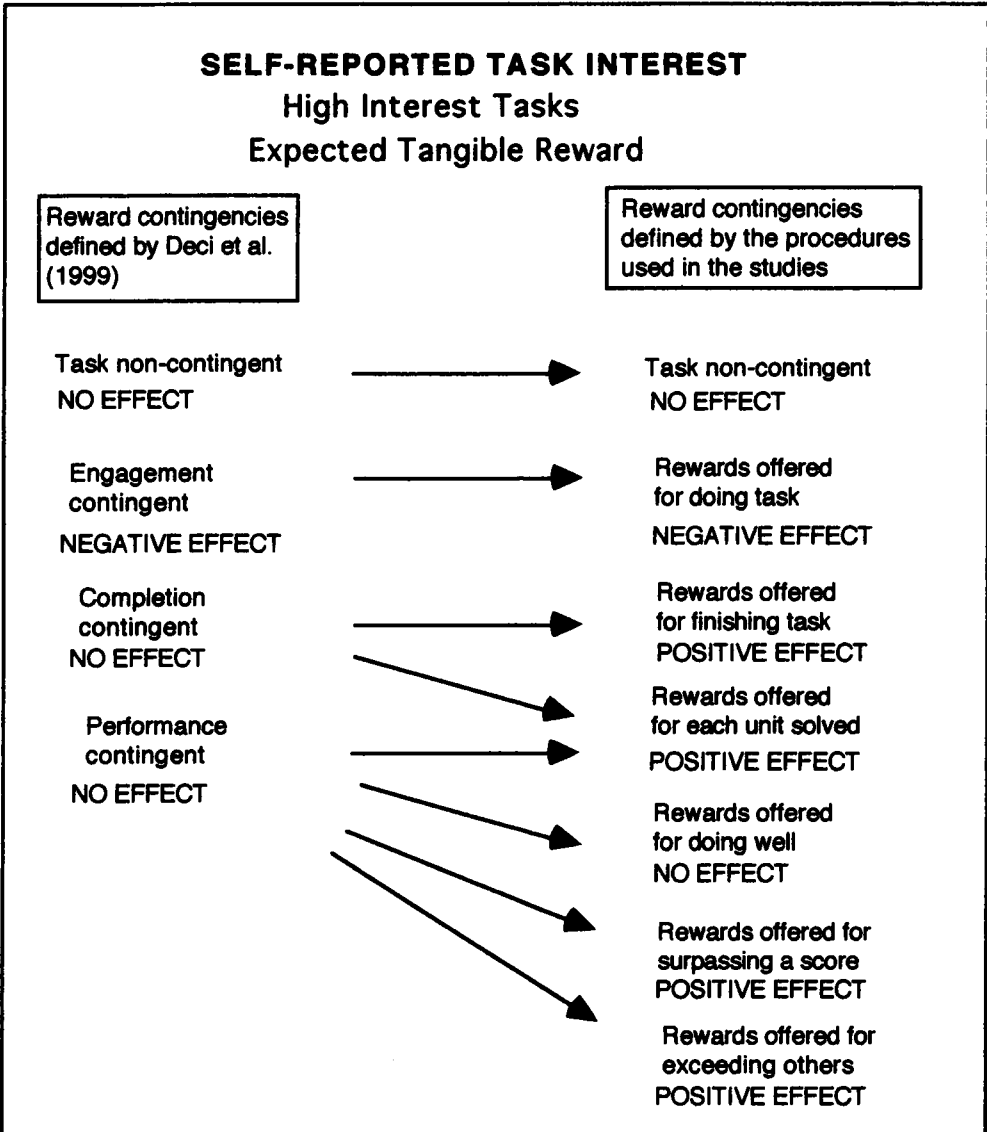 SELF-REPORTED TASK INTEREST
High Interest Tasks
Expected Tangible Reward
Reward contingencies
defined by Deci et al.
(1999)
Reward contingencies
defined by the procedures
used in the studies
Task non-contingent
NO EFFECT
Task non-contingent
NO EFFECT
Engagement
contingent
NEGATIVE EFFECT
Rewards offered
for doing task
NEGATIVE EFFECT
Completion
contingent
NO EFFECT
Rewards offered
for finishing task
POSITIVE EFFECT
Rewards offered
for each unit solved
POSITIVE EFFECT
Performance
contingent
NO EFFECT
Rewards offered
for doing well
NO EFFECT
Rewards offered for
surpassing a score
POSITIVE EFFECT
Rewards offered for
exceeding others
POSITIVE EFFECT